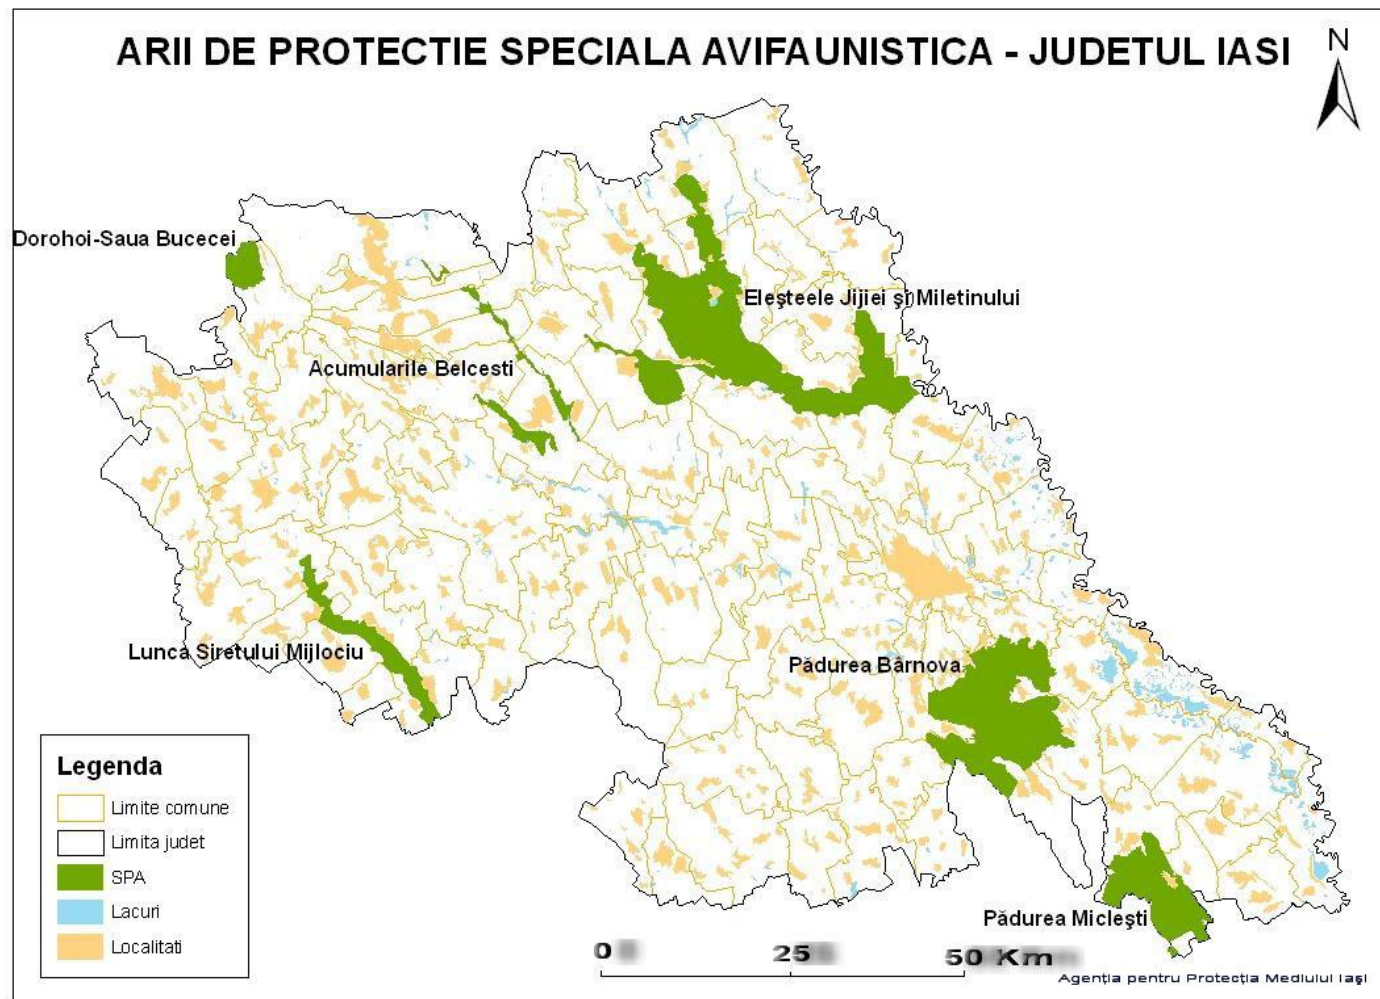 ARII DE PROTECTIE SPECIALA AVIFAUNISTICA - JUDETUL IASI
N
Dorohoi-Saua Bucecei
Eleşteele Jijiei şi Miletinului
Acumularile Belcesti
Lunca Siretului Mijlociu
Pădurea Bârnova
Legenda
Limite comune
Limita judet
SPA
Lacuri
Localitati
Pădurea Micleşti
0 25 50 Km
Agenţia pentru Protecţia Mediului Iaşi